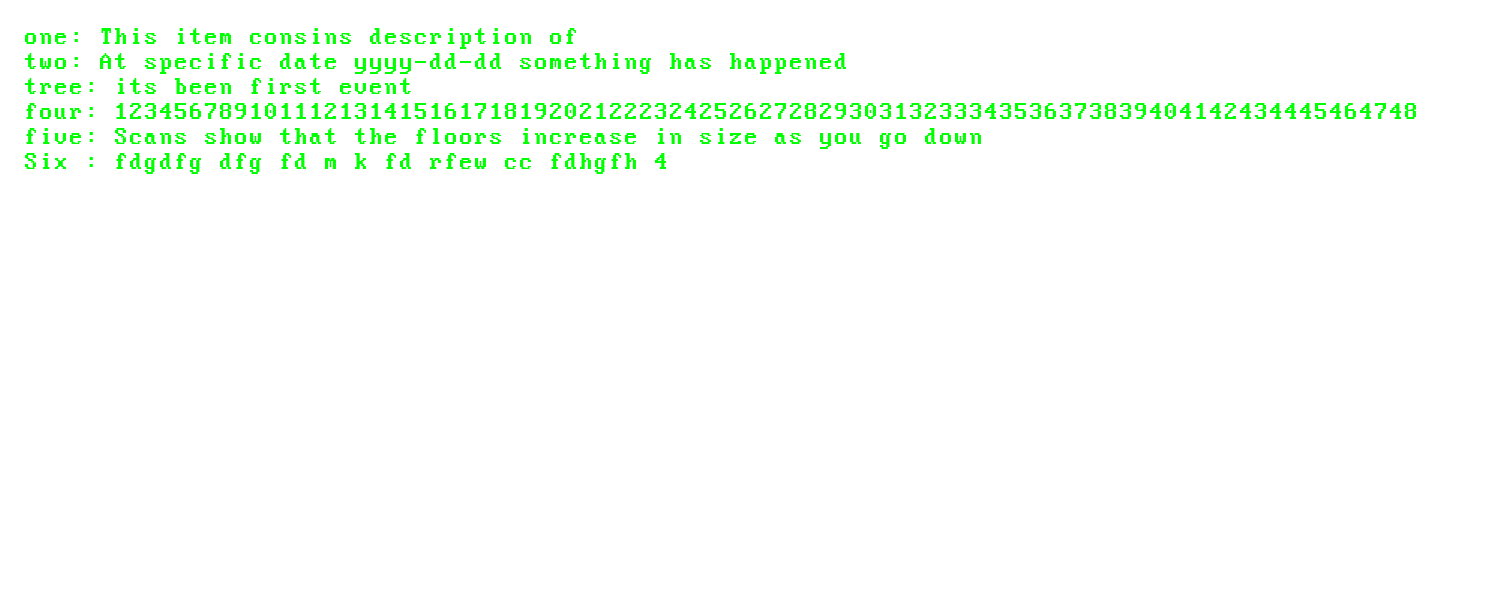 one: This item consins description of
two: At specific date yyyy-dd-dd something has happened
tree: its been first event
four: 123456789101112131415161718192021222324252627282930313233343536373839404142434445464748
five: Scans show that the floors increase in size as you go down
Six : fdgdfg dfg fd m k fd rfew cc fdhgfh 4